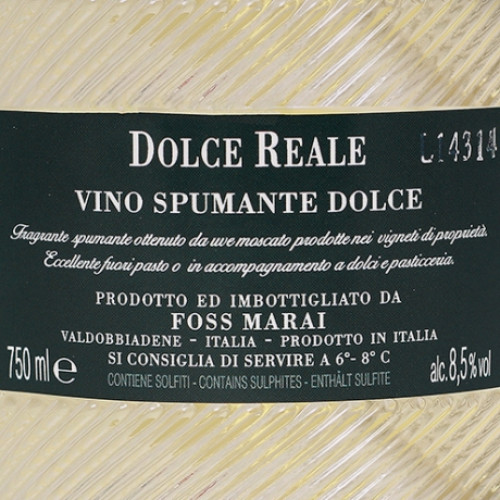 DOLCE REALE
L14314
VINO SPUMANTE DOLCE
Fragrante spumante ottenuto da uve moscato prodotte nei vigneti di proprietà.
Eccellente fuori pasto o in accompagnamento a dolci e pasticceria.
PRODOTTO ED IMBOTTIGLIATO DA
FOSS MARAI
VALDOBBIADENE - ITALIA - PRODOTTO IN ITALIA
SI CONSIGLIA DI SERVIRE A 6°- 8° C
750 ml e
CONTIENE SOLFITI - CONTAINS SULPHITES - ENTHÄLT SULFITE
alc. 8,5% vol